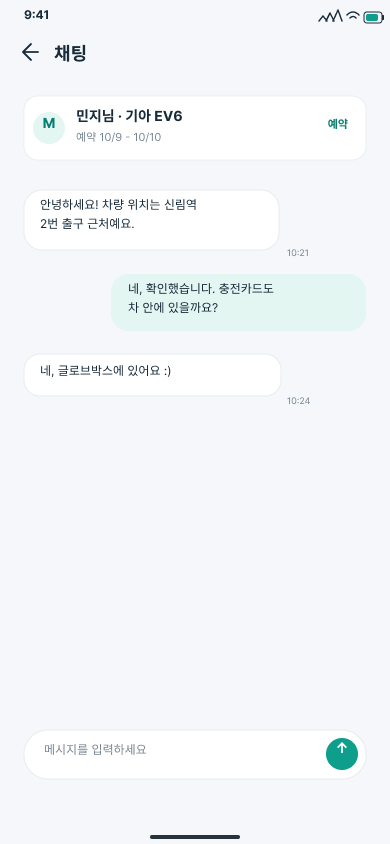 9:41
채팅
M
민지님 · 기아 EV6
예약 10/9 - 10/10
예약
안녕하세요! 차량 위치는 신림역
2번 출구 근처예요.
10:21
네, 확인했습니다. 충전카드도
차 안에 있을까요?
네, 글로브박스에 있어요 :)
10:24
메시지를 입력하세요